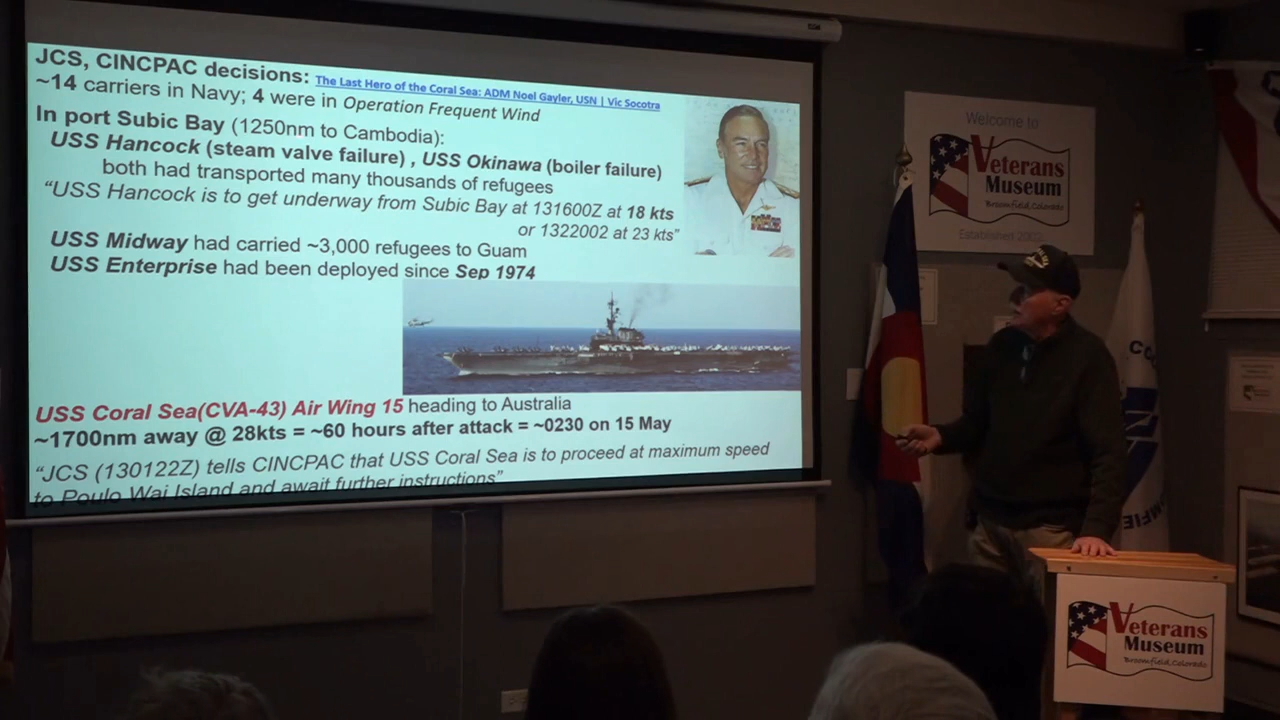 JCS, CINCPAC decisions: The Last Hero of the Coral Sea: ADM Noel Gayler, USN | Vic Socotra
~14 carriers in Navy; 4 were in Operation Frequent Wind
In port Subic Bay (1250nm to Cambodia):
USS Hancock (steam valve failure) , USS Okinawa (boiler failure)
both had transported many thousands of refugees
“USS Hancock is to get underway from Subic Bay at 131600Z at 18 kts
or 1322002 at 23 kts”
USS Midway had carried ~3,000 refugees to Guam
USS Enterprise had been deployed since Sep 1974
USS Coral Sea(CVA-43) Air Wing 15 heading to Australia
~1700nm away @ 28kts = ~60 hours after attack = ~0230 on 15 May
“JCS (130122Z) tells CINCPAC that USS Coral Sea is to proceed at maximum speed
to Poulo Wai Island and await further instructions”
Welcome to
Veterans
Museum
Broomfield, Colorado
Established 2002
Veterans
Museum
Broomfield, Colorado